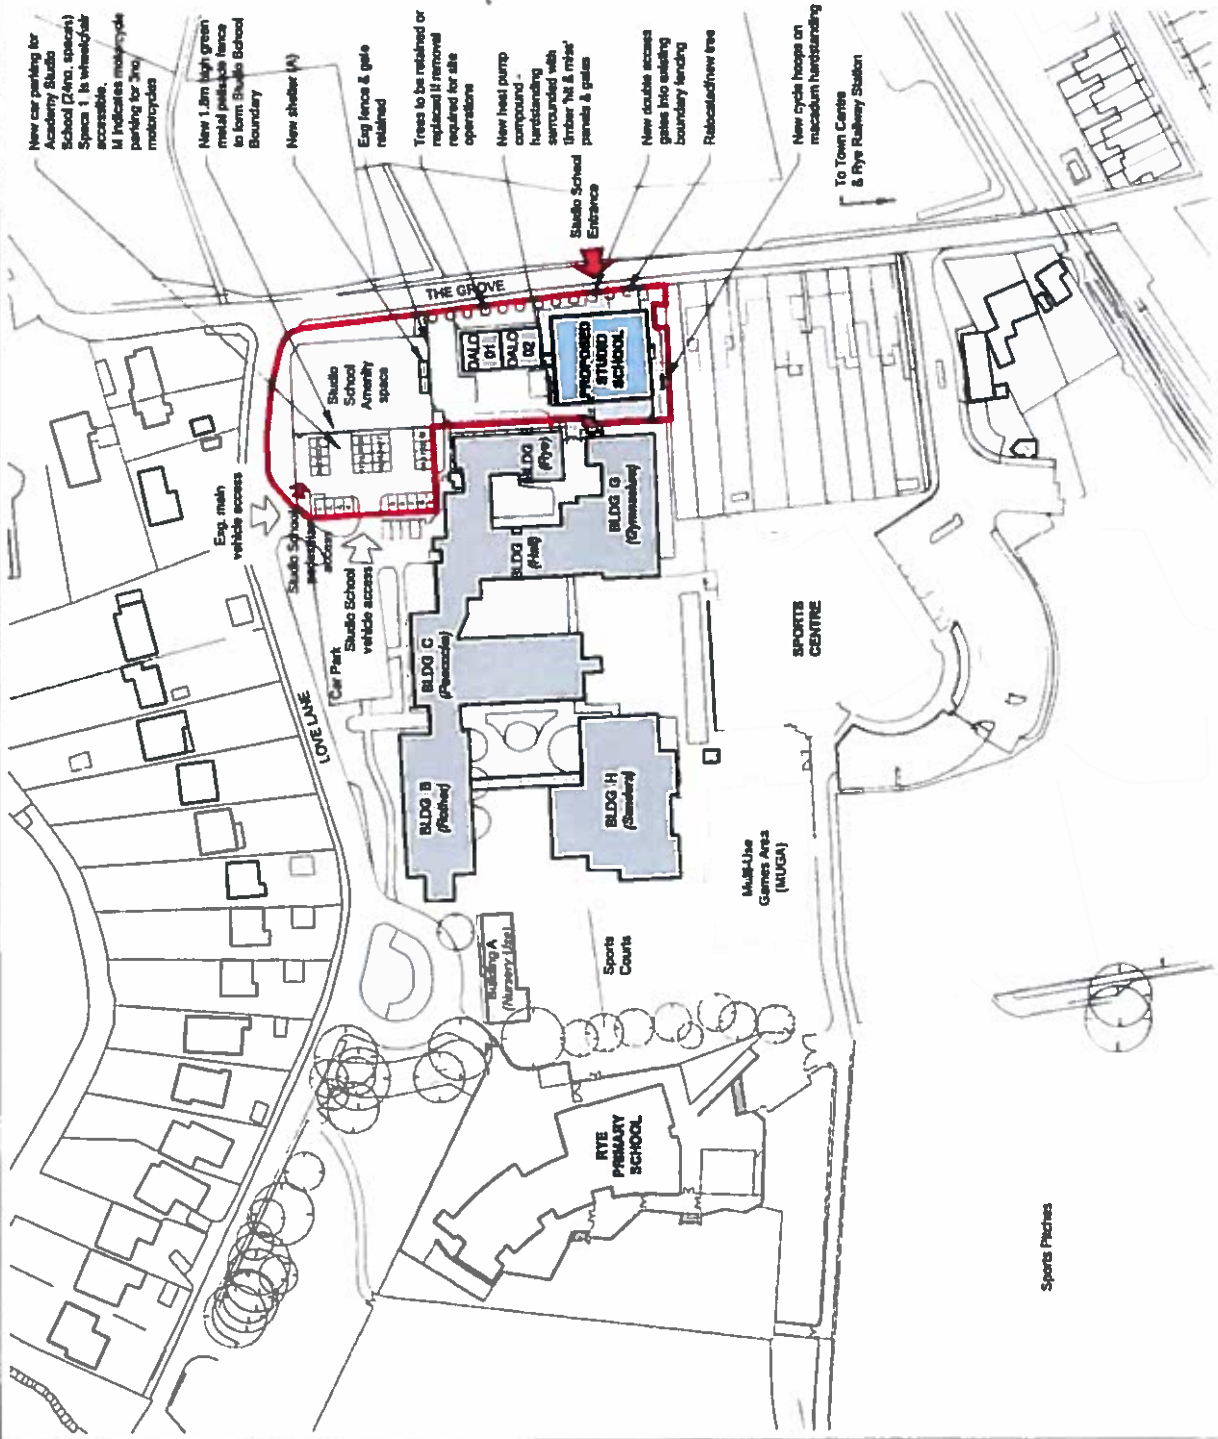 New car parking for
Academy Studio
School (24no. spaces)
Space 1 is wheelchair
accessible.
M indicates motorcycle
parking for 3no.
motorcycles
New 1.8m high green
metal palisade fence
to form Studio School
Boundary
New shelter (A)
Exg fence & gate
retained
Trees to be retained or
replaced if removal
required for site
operations
New heat pump
compound -
hardstanding
surrounded with
timber 'hit & miss'
panels & gates
Studio School
Entrance
New double access
gates into existing
boundary fencing
Relocated/new tree
New cycle hoops on
macadam hardstanding
To Town Centre
& Rye Railway Station
THE GROVE
Studio
School
Amenity
space
DALO
01
DALO
02
PROPOSED
STUDIO
SCHOOL
Exg. main
vehicle access
Studio School
pedestrian
access
Studio School
vehicle access
Car Park
LOVE LANE
BLDG
(Rye)
BLDG G
(Gymnasium)
BLDG
(Hall)
BLDG C
(Peacocke)
BLDG B
(Rother)
BLDG H
(Sanders)
SPORTS
CENTRE
Multi-Use
Games Area
(MUGA)
Building A
(Nursery Use)
Sports
Courts
RYE
PRIMARY
SCHOOL
Sports Pitches